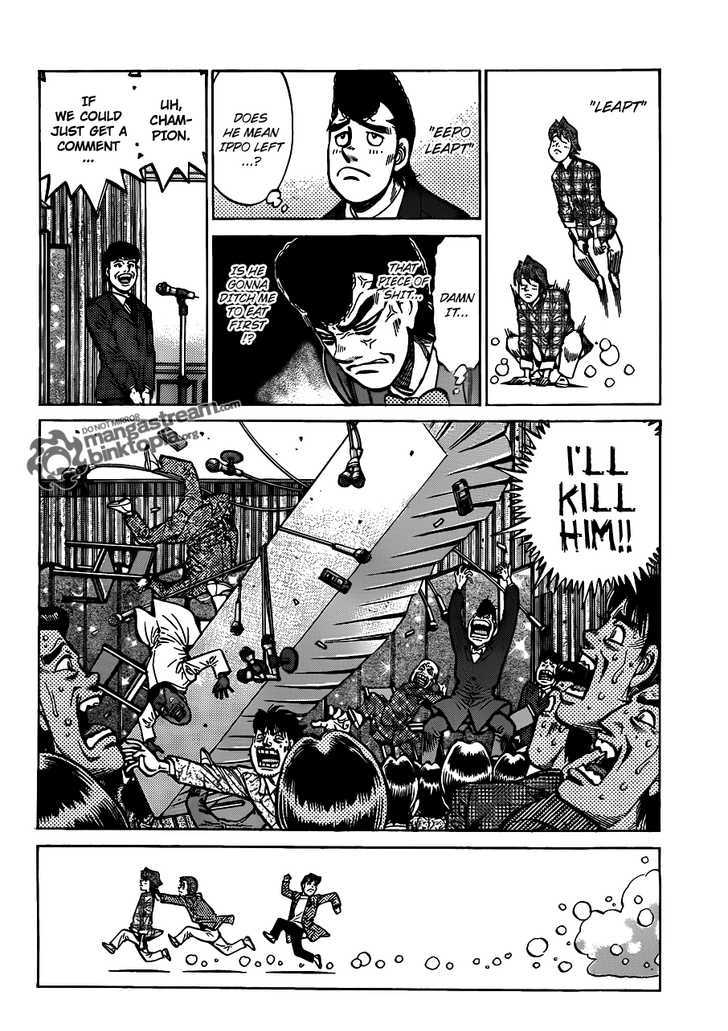 "LEAPT"
"EEPO
LEAPT"
DOES
HE MEAN
IPPO LEFT
...?
UH,
CHAM-
PION.
IF
WE COULD
JUST GET A
COMMENT
...
DAMN
IT...
THAT
PIECE OF
SHIT...
IS HE
GONNA
DITCH ME
TO EAT
FIRST
!?
I'LL
KILL
HIM!!
DO NOT MIRROR
mangastream.com
binktopia.org